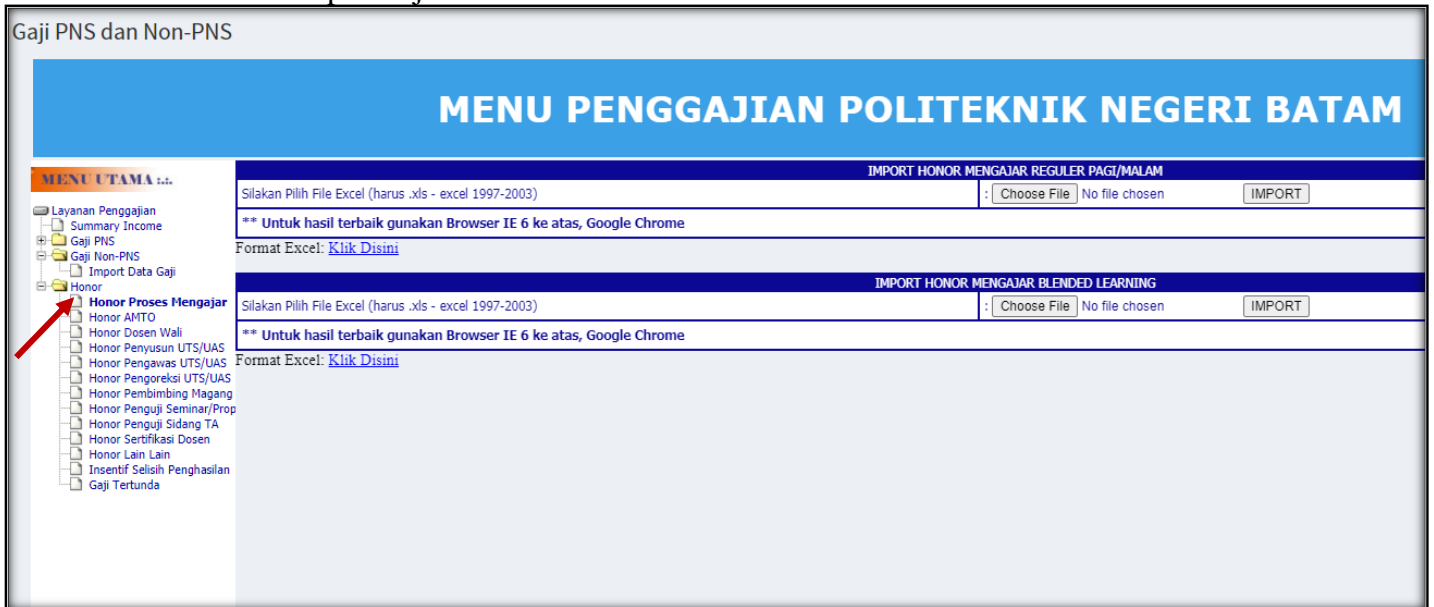 Gaji PNS dan Non-PNS
MENU PENGGAJIAN POLITEKNIK NEGERI BATAM
MENU UTAMA :.:.
Layanan Penggajian
Summary Income
Gaji PNS
Gaji Non-PNS
Import Data Gaji
Honor
Honor Proses Mengajar
Honor AMTO
Honor Dosen Wali
Honor Penyusun UTS/UAS
Honor Pengawas UTS/UAS
Honor Pengoreksi UTS/UAS
Honor Pembimbing Magang
Honor Penguji Seminar/Prop
Honor Penguji Sidang TA
Honor Sertifikasi Dosen
Honor Lain Lain
Insentif Selisih Penghasilan
Gaji Tertunda
IMPORT HONOR MENGAJAR REGULER PAGI/MALAM
Silakan Pilih File Excel (harus .xls - excel 1997-2003) : Choose File No file chosen IMPORT
** Untuk hasil terbaik gunakan Browser IE 6 ke atas, Google Chrome
Format Excel: Klik Disini
IMPORT HONOR MENGAJAR BLENDED LEARNING
Silakan Pilih File Excel (harus .xls - excel 1997-2003) : Choose File No file chosen IMPORT
** Untuk hasil terbaik gunakan Browser IE 6 ke atas, Google Chrome
Format Excel: Klik Disini